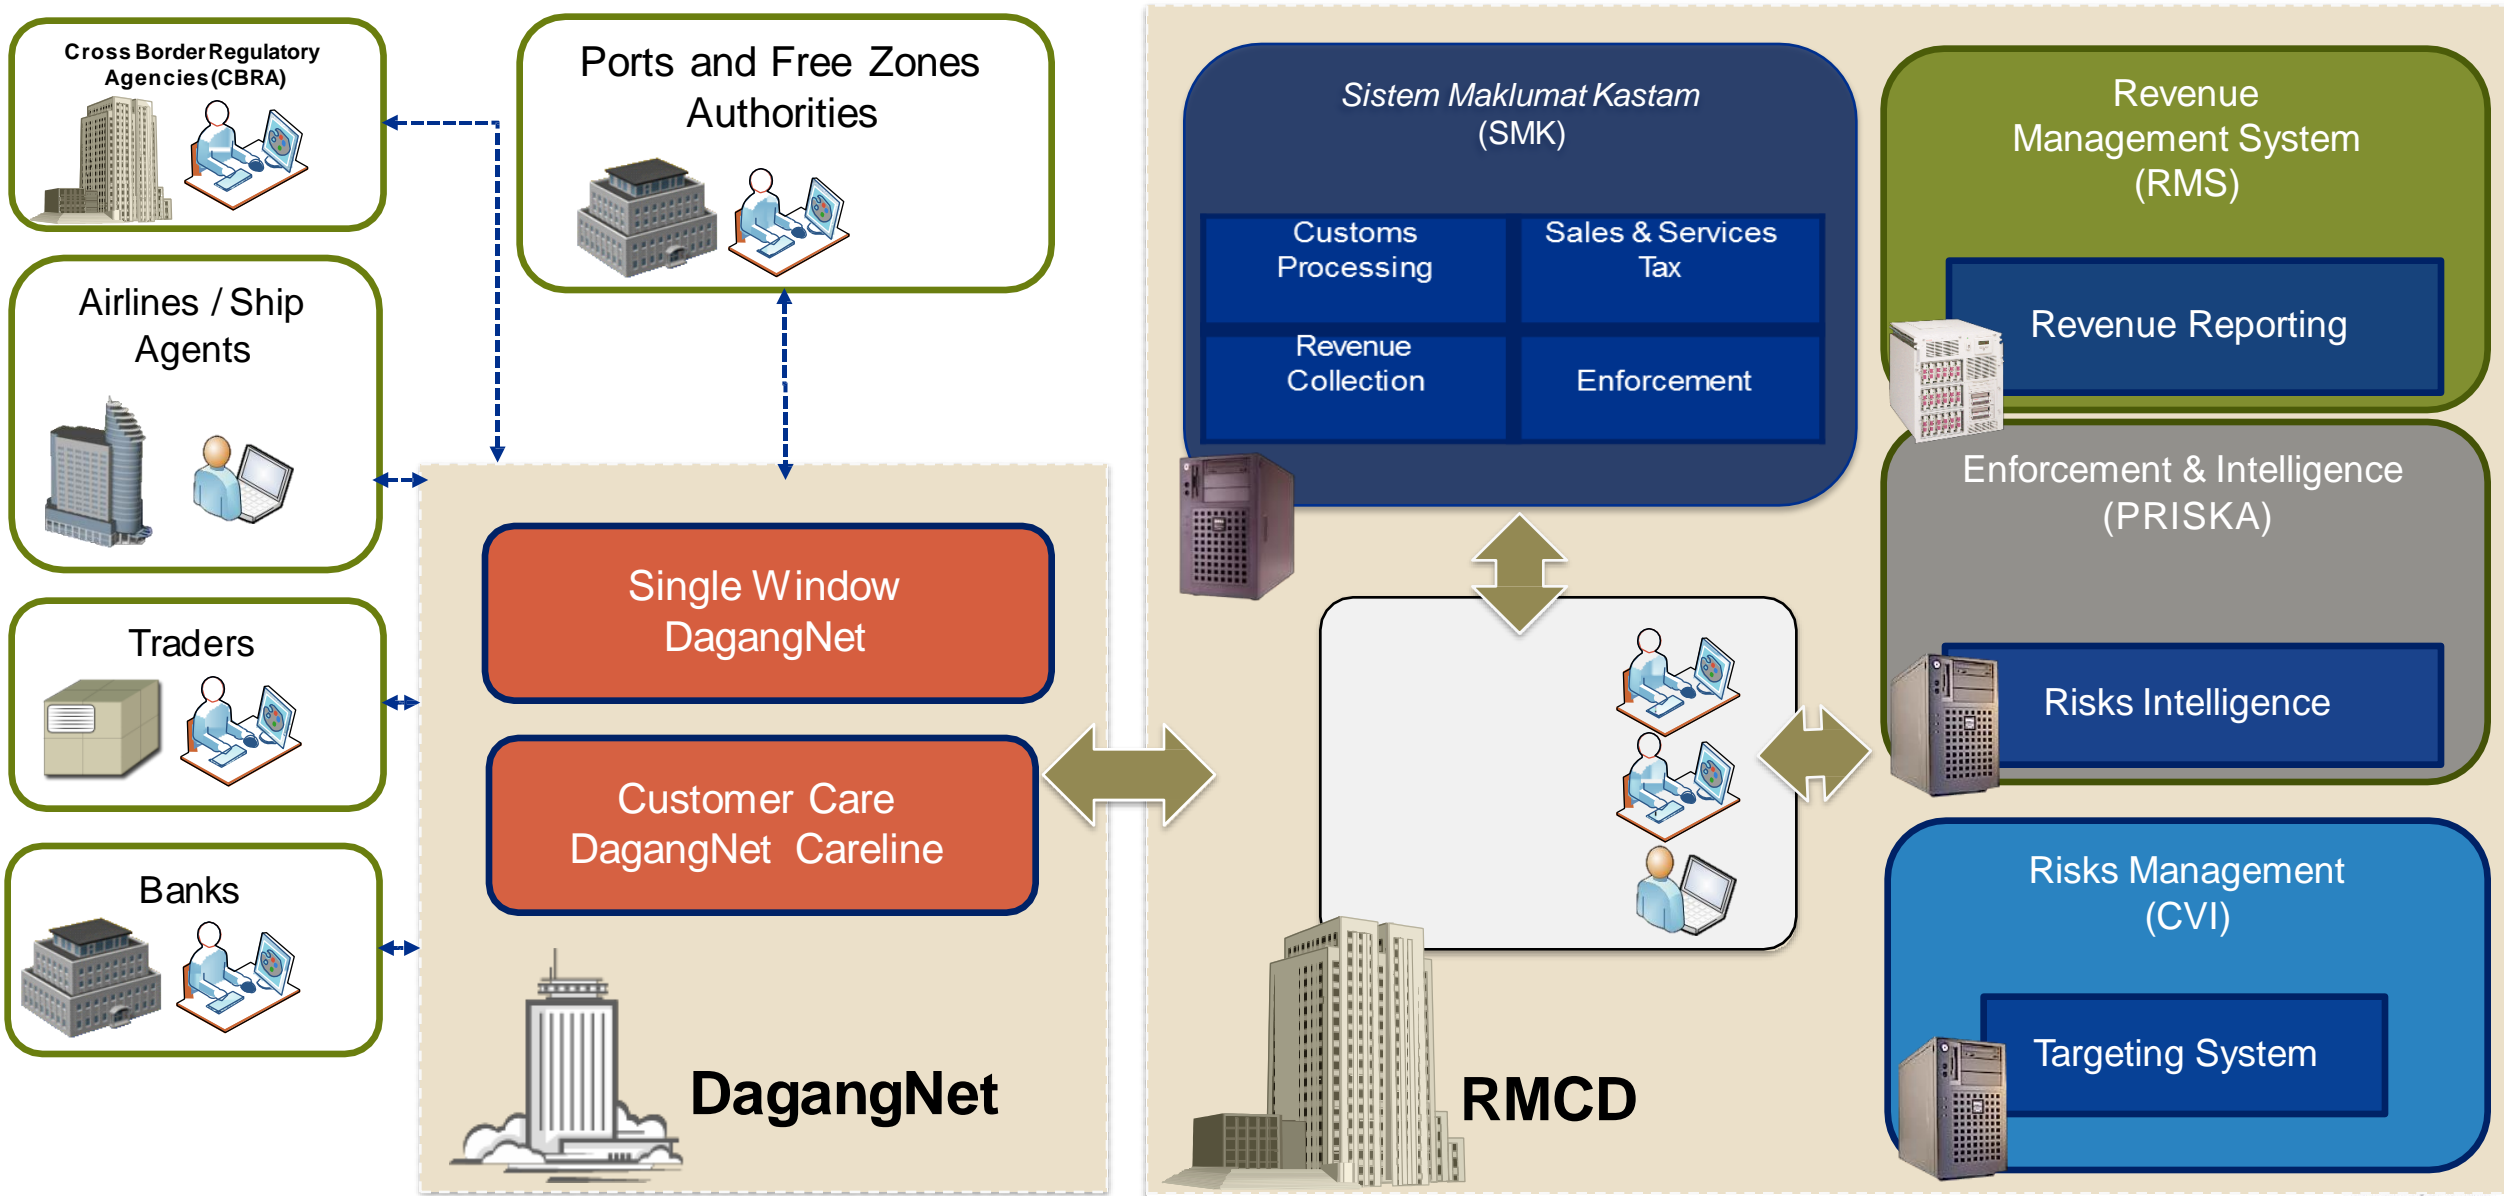 Cross Border Regulatory
Agencies (CBRA)
Ports and Free Zones
Authorities
Airlines / Ship
Agents
Traders
Banks
Single Window
DagangNet
Customer Care
DagangNet Careline
DagangNet
Sistem Maklumat Kastam
(SMK)
Customs
Processing
Sales & Services
Tax
Revenue
Collection
Enforcement
RMCD
Revenue
Management System
(RMS)
Revenue Reporting
Enforcement & Intelligence
(PRISKA)
Risks Intelligence
Risks Management
(CVI)
Targeting System